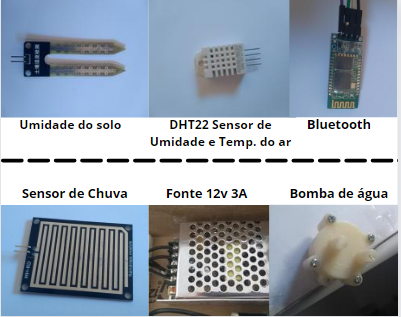 Umidade do solo
DHT22 Sensor de
Umidade e Temp. do ar
Bluetooth
Sensor de Chuva
Fonte 12v 3A
Bomba de água